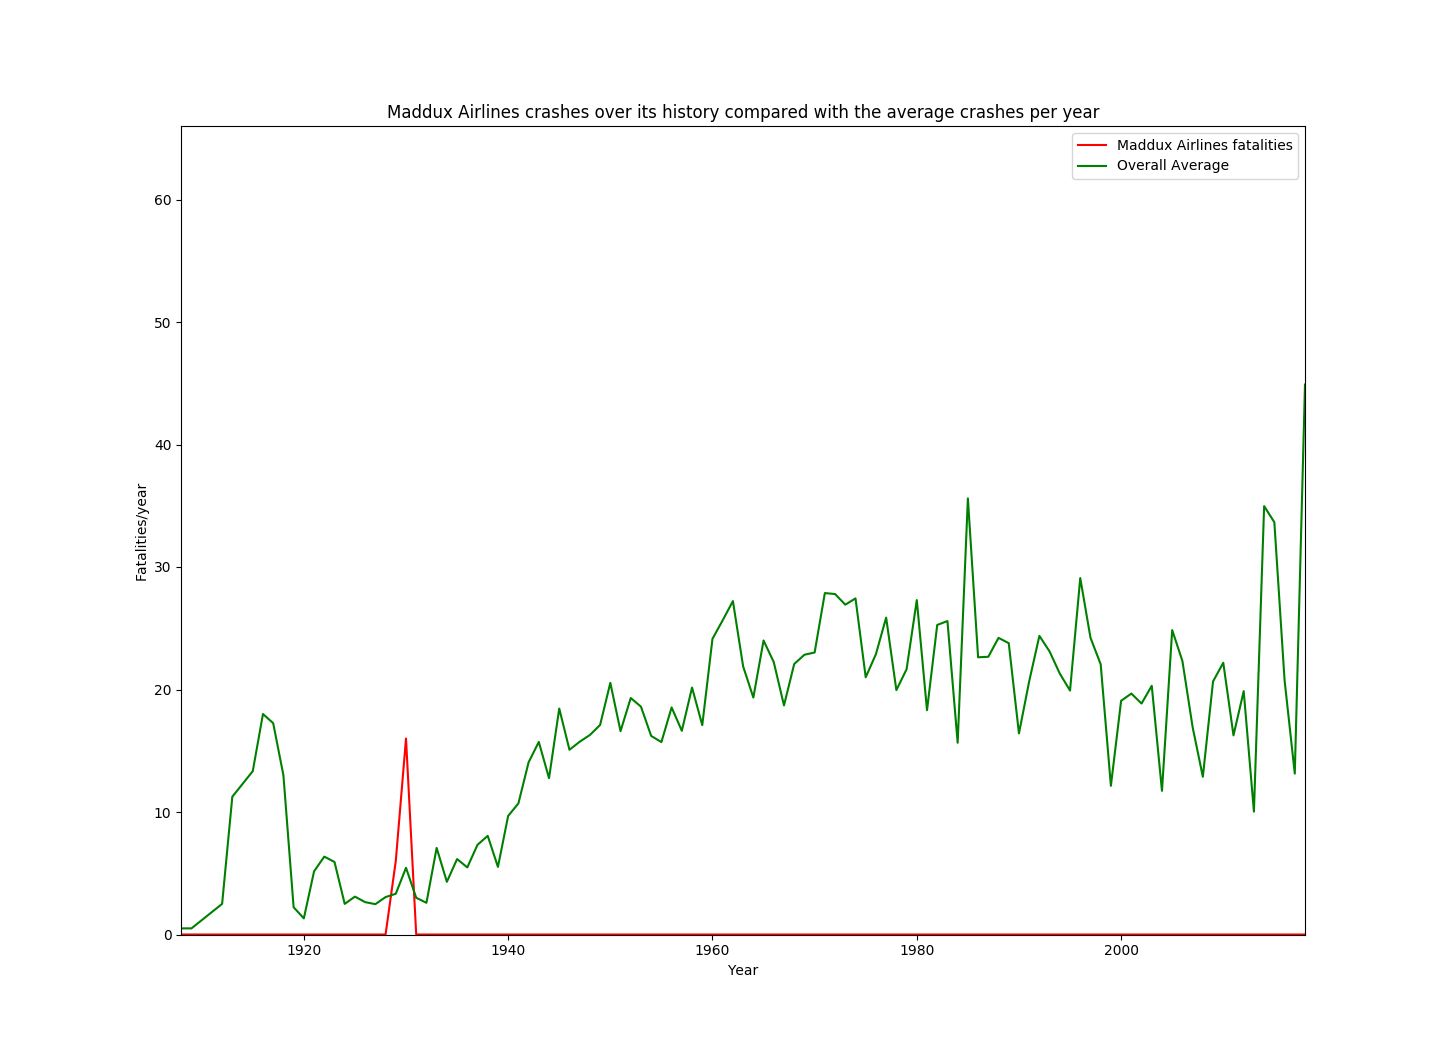 Maddux Airlines crashes over its history compared with the average crashes per year
Maddux Airlines fatalities
Overall Average
60
50
40
30
20
10
0
Fatalities/year
1920
1940
1960
1980
2000
Year